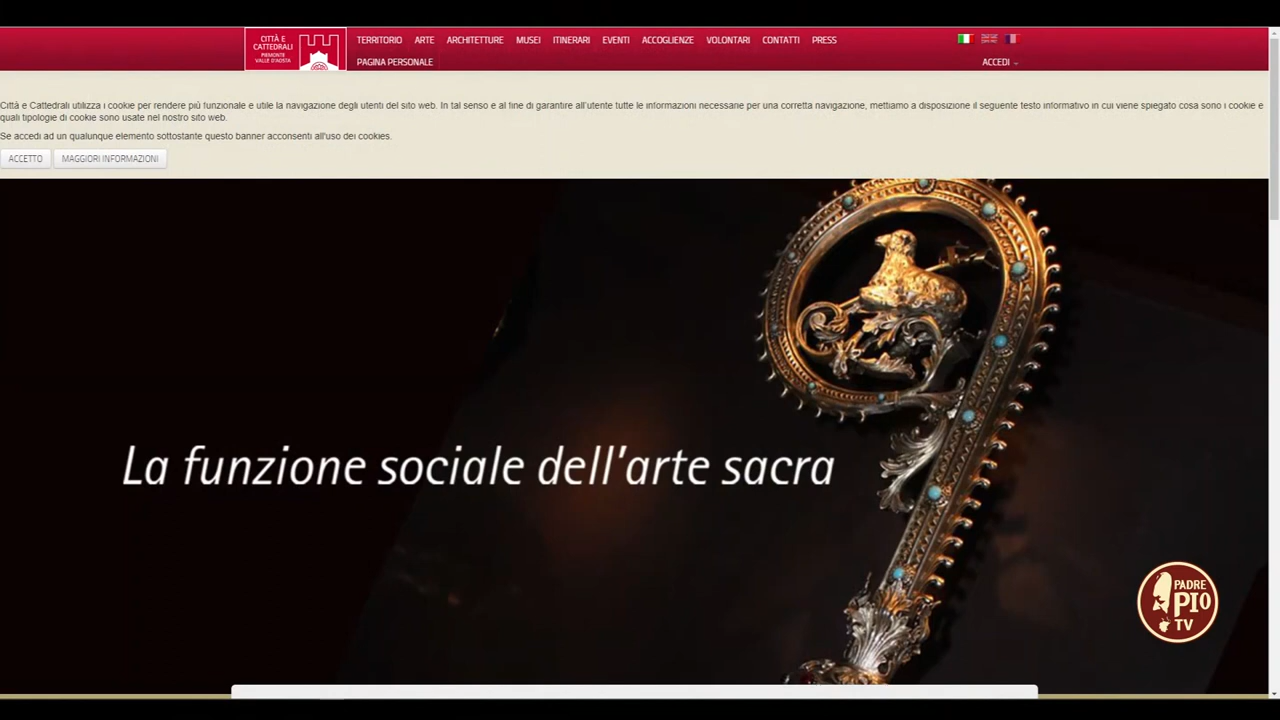 CITTÀ E
CATTEDRALI
PIEMONTE
VALLE D'AOSTA
TERRITORIO ARTE ARCHITETTURE MUSEI ITINERARI EVENTI ACCOGLIENZE VOLONTARI CONTATTI PRESS
PAGINA PERSONALE
ACCEDI
Città e Cattedrali utilizza i cookie per rendere più funzionale e utile la navigazione degli utenti del sito web. In tal senso e al fine di garantire all'utente tutte le informazioni necessarie per una corretta navigazione, mettiamo a disposizione il seguente testo informativo in cui viene spiegato cosa sono i cookie e
quali tipologie di cookie sono usate nel nostro sito web.
Se accedi ad un qualunque elemento sottostante questo banner acconsenti all'uso dei cookies.
ACCETTO MAGGIORI INFORMAZIONI
La funzione sociale dell'arte sacra
PADRE
PIO
TV